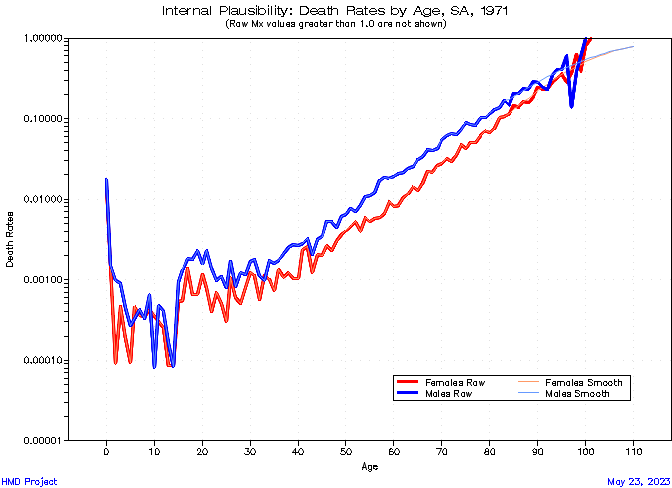 Internal Plausibility: Death Rates by Age, SA, 1971
(Raw Mx values greater than 1.0 are not shown)
Death Rates
1.00000
0.10000
0.01000
0.00100
0.00010
0.00001
Females Raw
Females Smooth
Males Raw
Males Smooth
0 10 20 30 40 50 60 70 80 90 100 110
Age
HMD Project
May 23, 2023